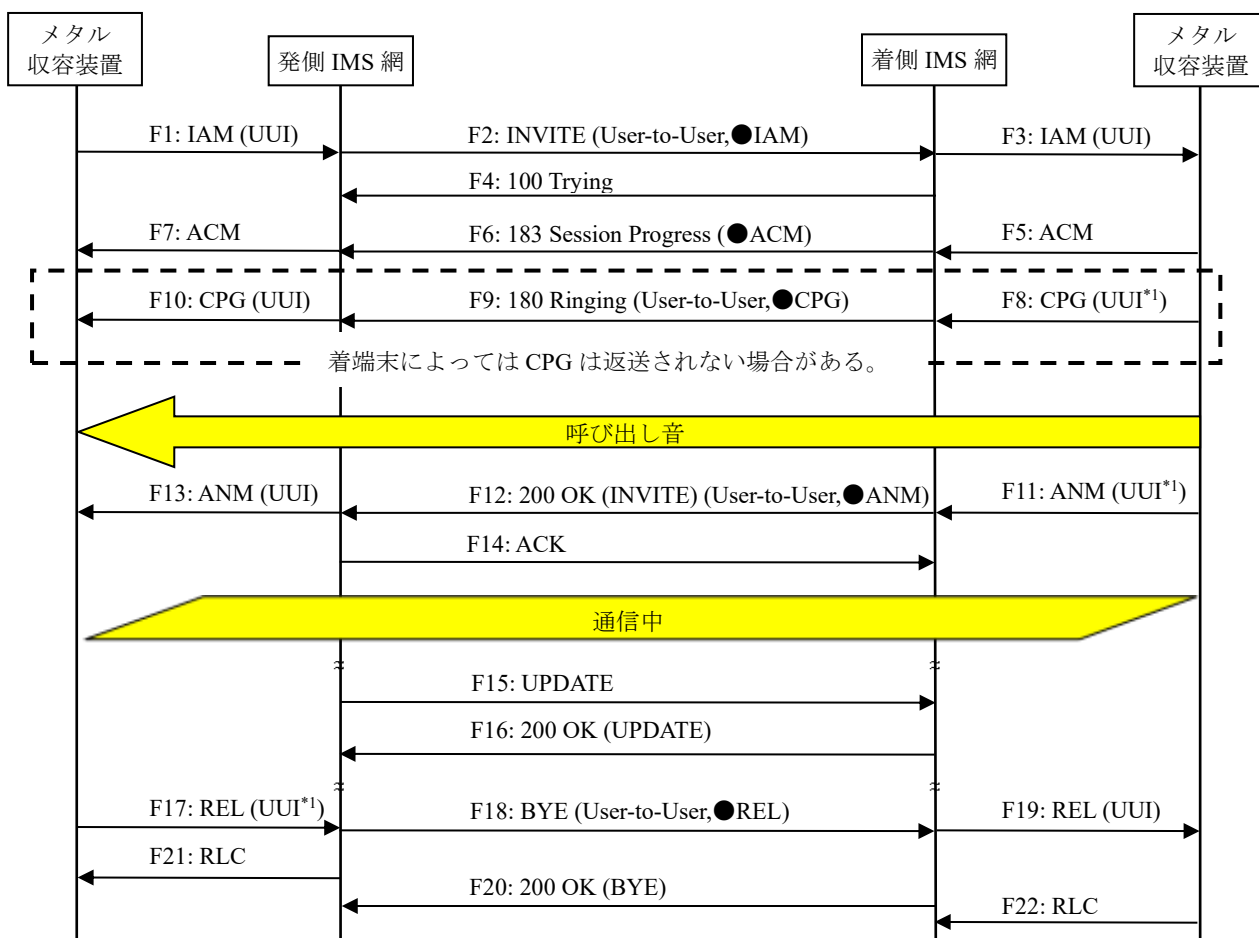 メタル
収容装置
発側 IMS 網
着側 IMS 網
メタル
収容装置
F1: IAM (UUI)
F2: INVITE (User-to-User,●IAM)
F3: IAM (UUI)
F4: 100 Trying
F7: ACM
F6: 183 Session Progress (●ACM)
F5: ACM
F10: CPG (UUI)
F9: 180 Ringing (User-to-User,●CPG)
F8: CPG (UUI*1)
着端末によっては CPG は返送されない場合がある。
呼び出し音
F13: ANM (UUI)
F12: 200 OK (INVITE) (User-to-User,●ANM)
F11: ANM (UUI*1)
F14: ACK
通信中
≈
≈
F15: UPDATE
F16: 200 OK (UPDATE)
≈
≈
F17: REL (UUI*1)
F18: BYE (User-to-User,●REL)
F19: REL (UUI)
F21: RLC
F20: 200 OK (BYE)
F22: RLC